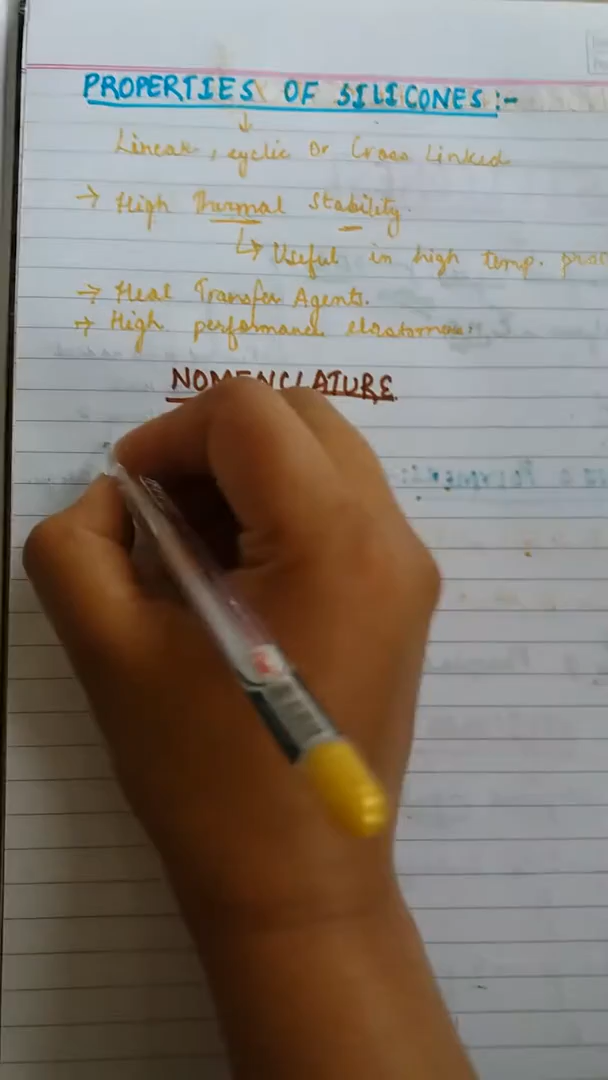 PROPERTIES OF SILICONES :-
↓
Linear, cyclic or Cross Linked
→ High Thermal Stability.
↳ Useful in high temp.
→ Heat Transfer Agents.
→ High performance elastomers.
NOMENCLATURE